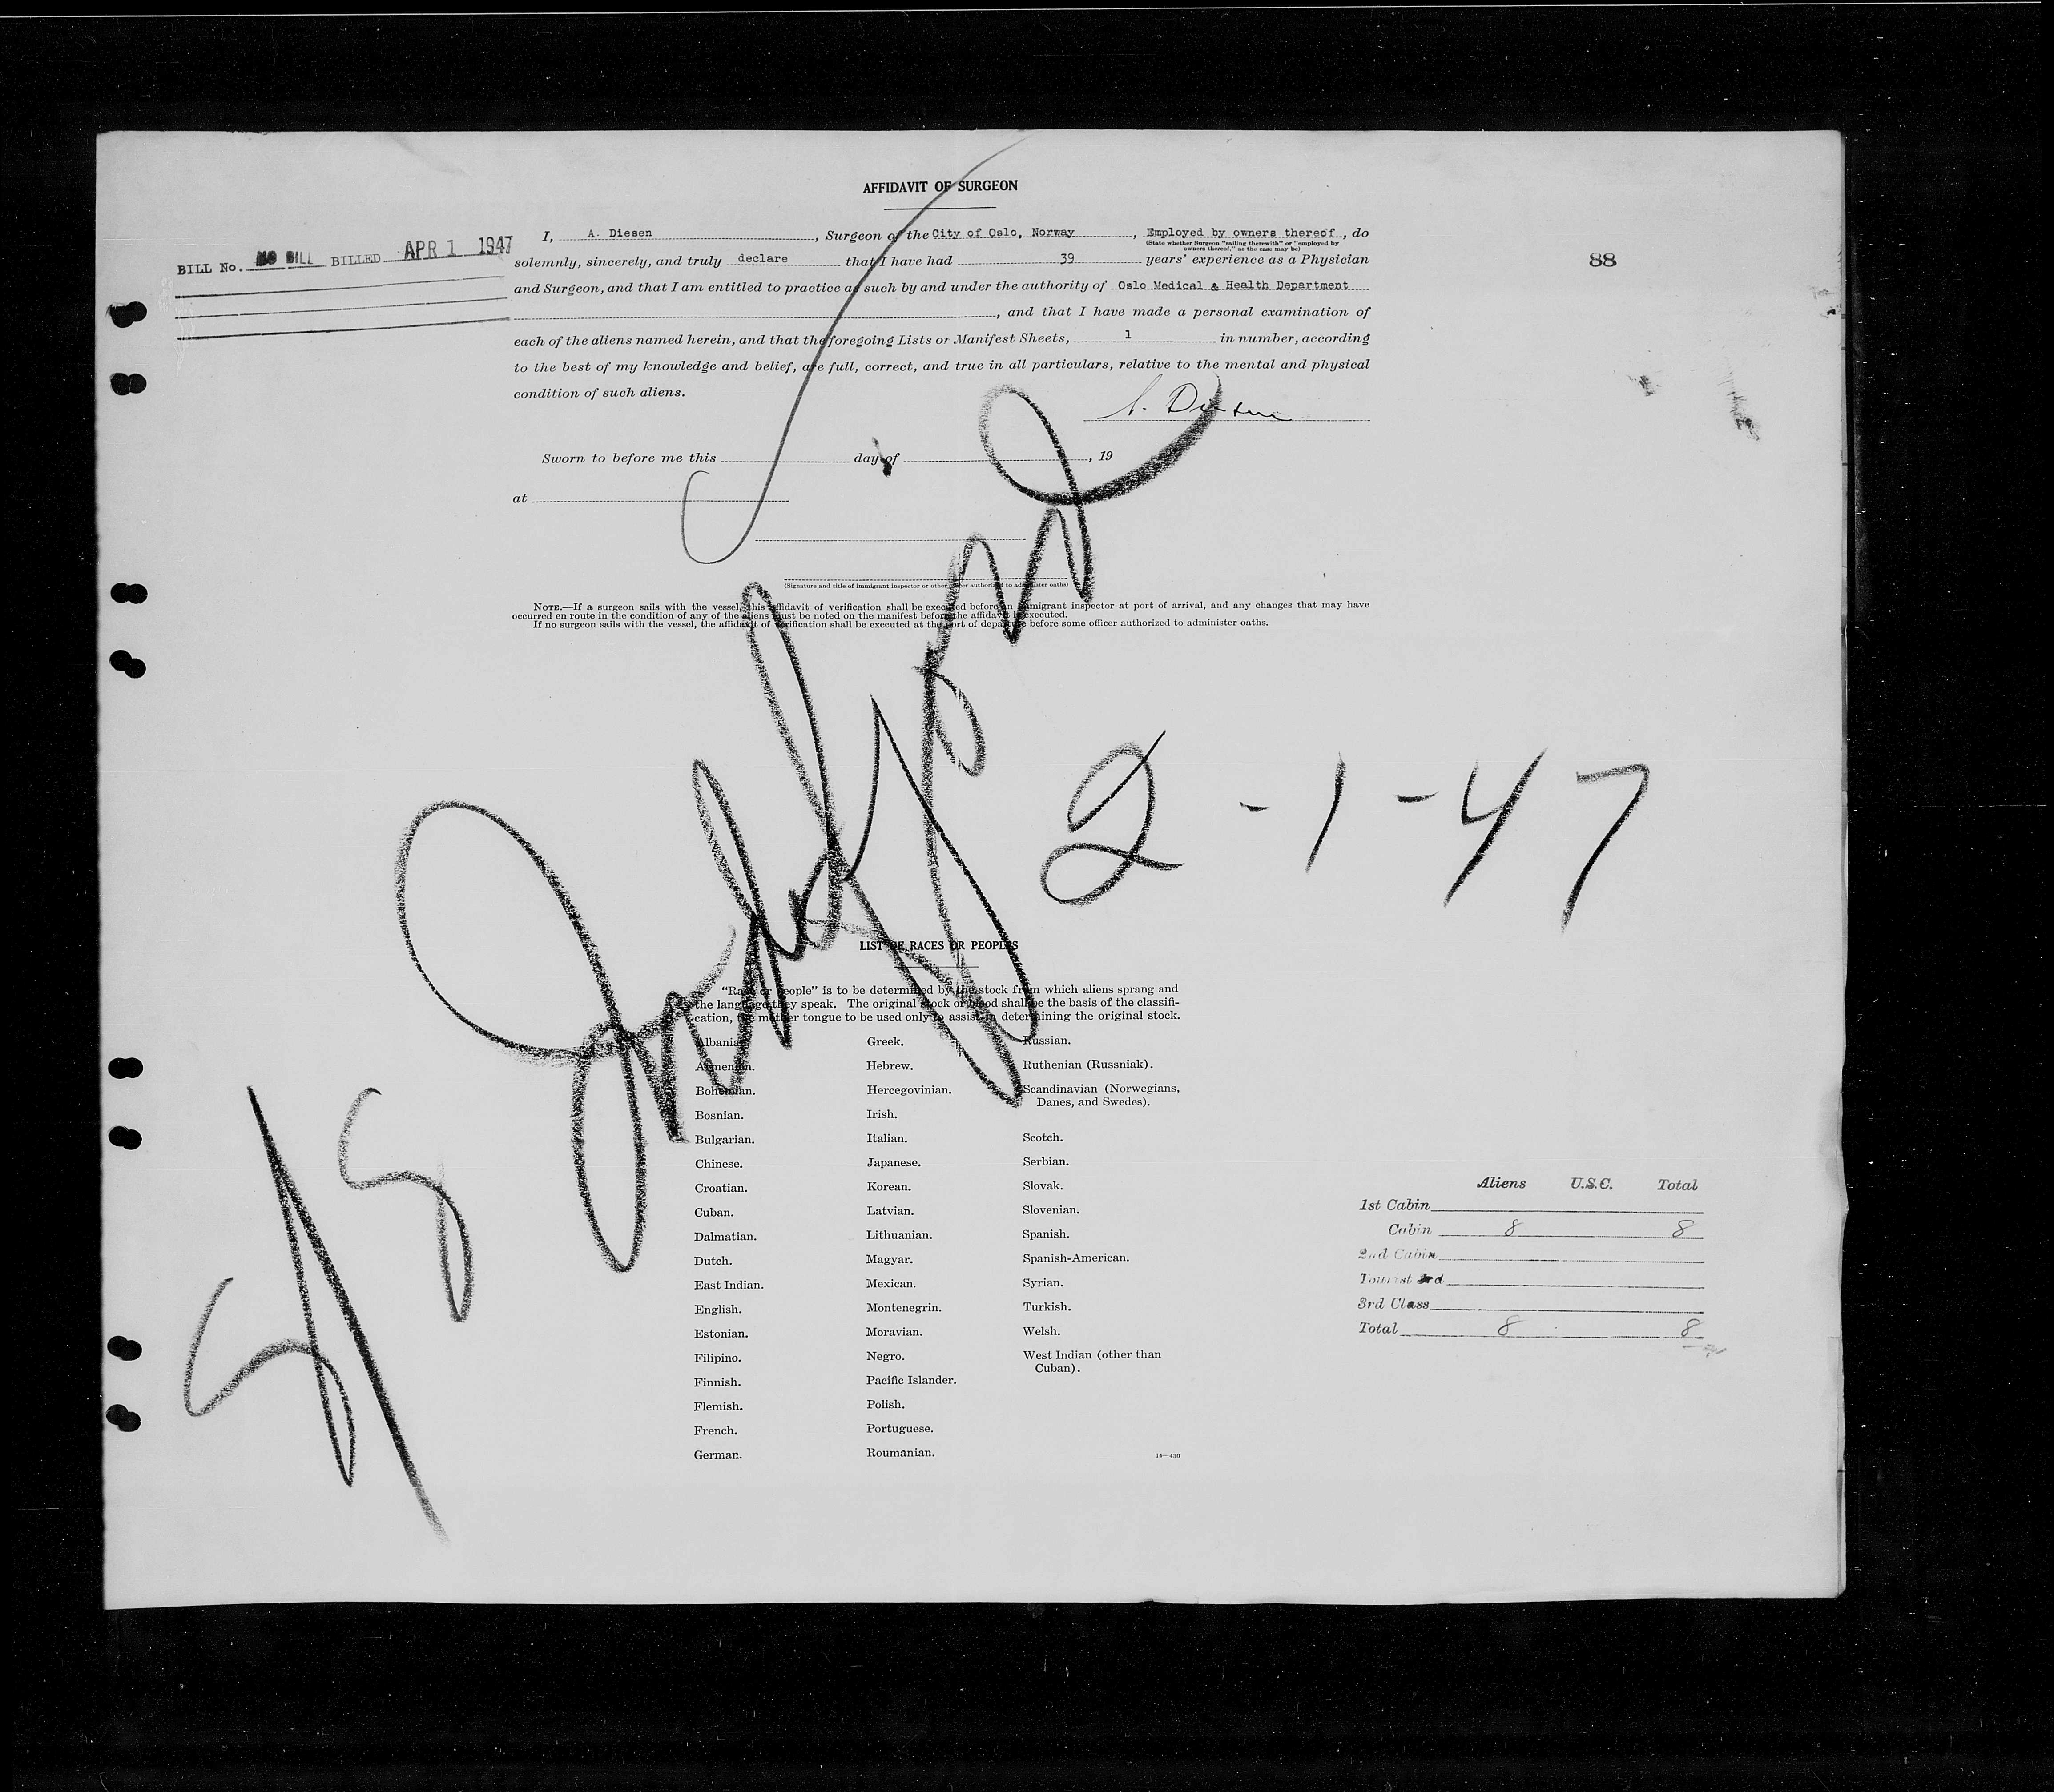 AFFIDAVIT OF SURGEON
BILL No. NO BILL BILLED APR 1 1947
88
I, A. Diesen, Surgeon of the City of Oslo, Norway, Employed by owners thereof, do
(State whether Surgeon "sailing therewith" or "employed by
owners thereof," as the case may be)
solemnly, sincerely, and truly declare that I have had 39 years' experience as a Physician
and Surgeon, and that I am entitled to practice as such by and under the authority of Oslo Medical & Health Department
, and that I have made a personal examination of
each of the aliens named herein, and that the foregoing Lists or Manifest Sheets, 1 in number, according
to the best of my knowledge and belief, are full, correct, and true in all particulars, relative to the mental and physical
condition of such aliens.
Sworn to before me this day of , 19
at
(Signature and title of immigrant inspector or other officer authorized to administer oaths)
NOTE.—If a surgeon sails with the vessel, this affidavit of verification shall be executed before an immigrant inspector at port of arrival, and any changes that may have
occurred en route in the condition of any of the aliens must be noted on the manifest before the affidavit is executed.
If no surgeon sails with the vessel, the affidavit of verification shall be executed at the port of departure before some officer authorized to administer oaths.
S/S
2-1-47
LIST OF RACES OR PEOPLES
"Race or people" is to be determined by the stock from which aliens sprang and
the language they speak. The original stock or blood shall be the basis of the classifi-
cation, the mother tongue to be used only to assist in determining the original stock.
Albanian.
Armenian.
Bohemian.
Bosnian.
Bulgarian.
Chinese.
Croatian.
Cuban.
Dalmatian.
Dutch.
East Indian.
English.
Estonian.
Filipino.
Finnish.
Flemish.
French.
German.
Greek.
Hebrew.
Hercegovinian.
Irish.
Italian.
Japanese.
Korean.
Latvian.
Lithuanian.
Magyar.
Mexican.
Montenegrin.
Moravian.
Negro.
Pacific Islander.
Polish.
Portuguese.
Roumanian.
Russian.
Ruthenian (Russniak).
Scandinavian (Norwegians,
Danes, and Swedes).
Scotch.
Serbian.
Slovak.
Slovenian.
Spanish.
Spanish-American.
Syrian.
Turkish.
Welsh.
West Indian (other than
Cuban).
14—430
Aliens U.S.C. Total
1st Cabin
Cabin 8 8
2nd Cabin
Tourist 3rd
3rd Class
Total 8 8